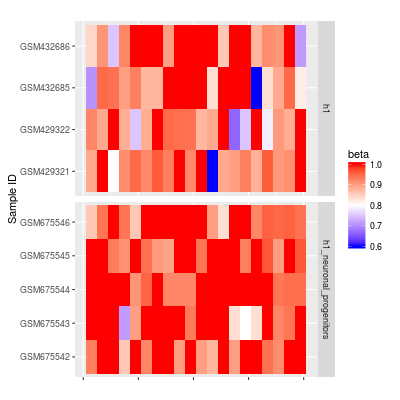 GSM432686
GSM432685
GSM429322
GSM429321
h1
GSM675546
GSM675545
GSM675544
GSM675543
GSM675542
h1_neuronal_progenitors
Sample ID
beta
1.0
0.9
0.8
0.7
0.6